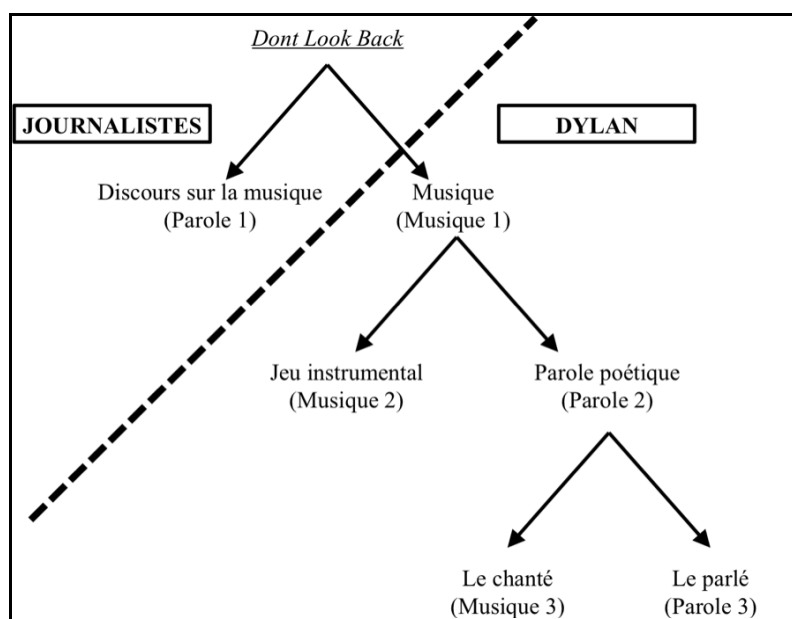 Dont Look Back
JOURNALISTES
DYLAN
Discours sur la musique
(Parole 1)
Musique
(Musique 1)
Jeu instrumental
(Musique 2)
Parole poétique
(Parole 2)
Le chanté
(Musique 3)
Le parlé
(Parole 3)